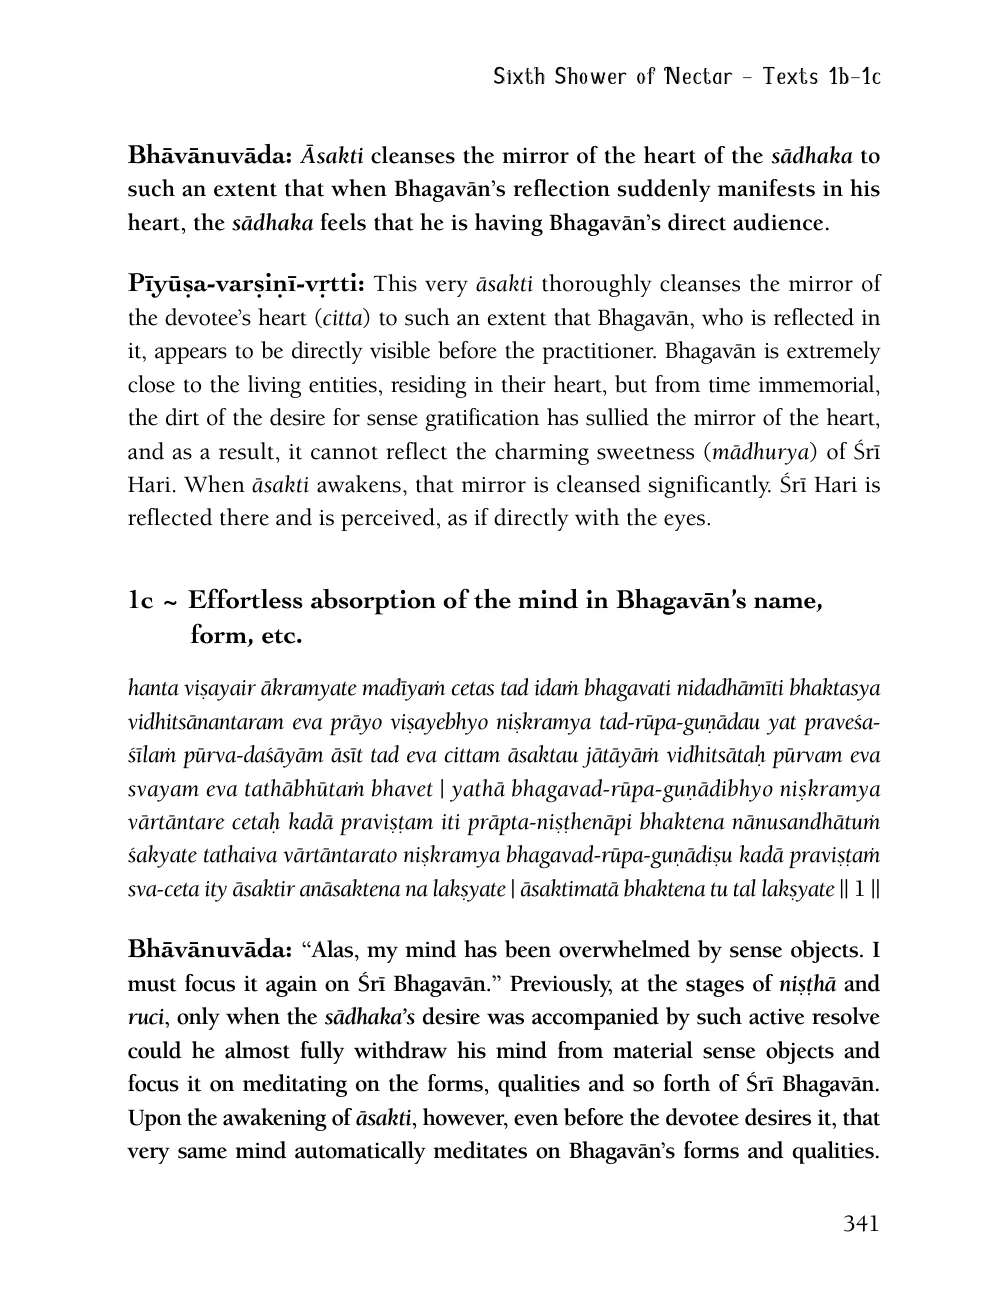 Sixth Shower of Nectar – Texts 1b–1c
Bhāvānuvāda: Āsakti cleanses the mirror of the heart of the sādhaka to
such an extent that when Bhagavān’s reflection suddenly manifests in his
heart, the sādhaka feels that he is having Bhagavān’s direct audience.
Pīyūṣa-varṣiṇī-vṛtti: This very āsakti thoroughly cleanses the mirror of
the devotee’s heart (citta) to such an extent that Bhagavān, who is reflected in
it, appears to be directly visible before the practitioner. Bhagavān is extremely
close to the living entities, residing in their heart, but from time immemorial,
the dirt of the desire for sense gratification has sullied the mirror of the heart,
and as a result, it cannot reflect the charming sweetness (mādhurya) of Śrī
Hari. When āsakti awakens, that mirror is cleansed significantly. Śrī Hari is
reflected there and is perceived, as if directly with the eyes.
1c ~ Effortless absorption of the mind in Bhagavān’s name,
form, etc.
hanta viṣayair ākramyate madīyaṁ cetas tad idaṁ bhagavati nidadhāmīti bhaktasya
vidhitsānantaram eva prāyo viṣayebhyo niṣkramya tad-rūpa-guṇādau yat praveśa-
śīlaṁ pūrva-daśāyām āsīt tad eva cittam āsaktau jātāyāṁ vidhitsātaḥ pūrvam eva
svayam eva tathābhūtaṁ bhavet | yathā bhagavad-rūpa-guṇādibhyo niṣkramya
vārtāntare cetaḥ kadā praviṣṭam iti prāpta-niṣṭhenāpi bhaktena nānusandhātuṁ
śakyate tathaiva vārtāntarato niṣkramya bhagavad-rūpa-guṇādiṣu kadā praviṣṭaṁ
sva-ceta ity āsaktir anāsaktena na lakṣyate | āsaktimatā bhaktena tu tal lakṣyate || 1 ||
Bhāvānuvāda: “Alas, my mind has been overwhelmed by sense objects. I
must focus it again on Śrī Bhagavān.” Previously, at the stages of niṣṭhā and
ruci, only when the sādhaka’s desire was accompanied by such active resolve
could he almost fully withdraw his mind from material sense objects and
focus it on meditating on the forms, qualities and so forth of Śrī Bhagavān.
Upon the awakening of āsakti, however, even before the devotee desires it, that
very same mind automatically meditates on Bhagavān’s forms and qualities.
341